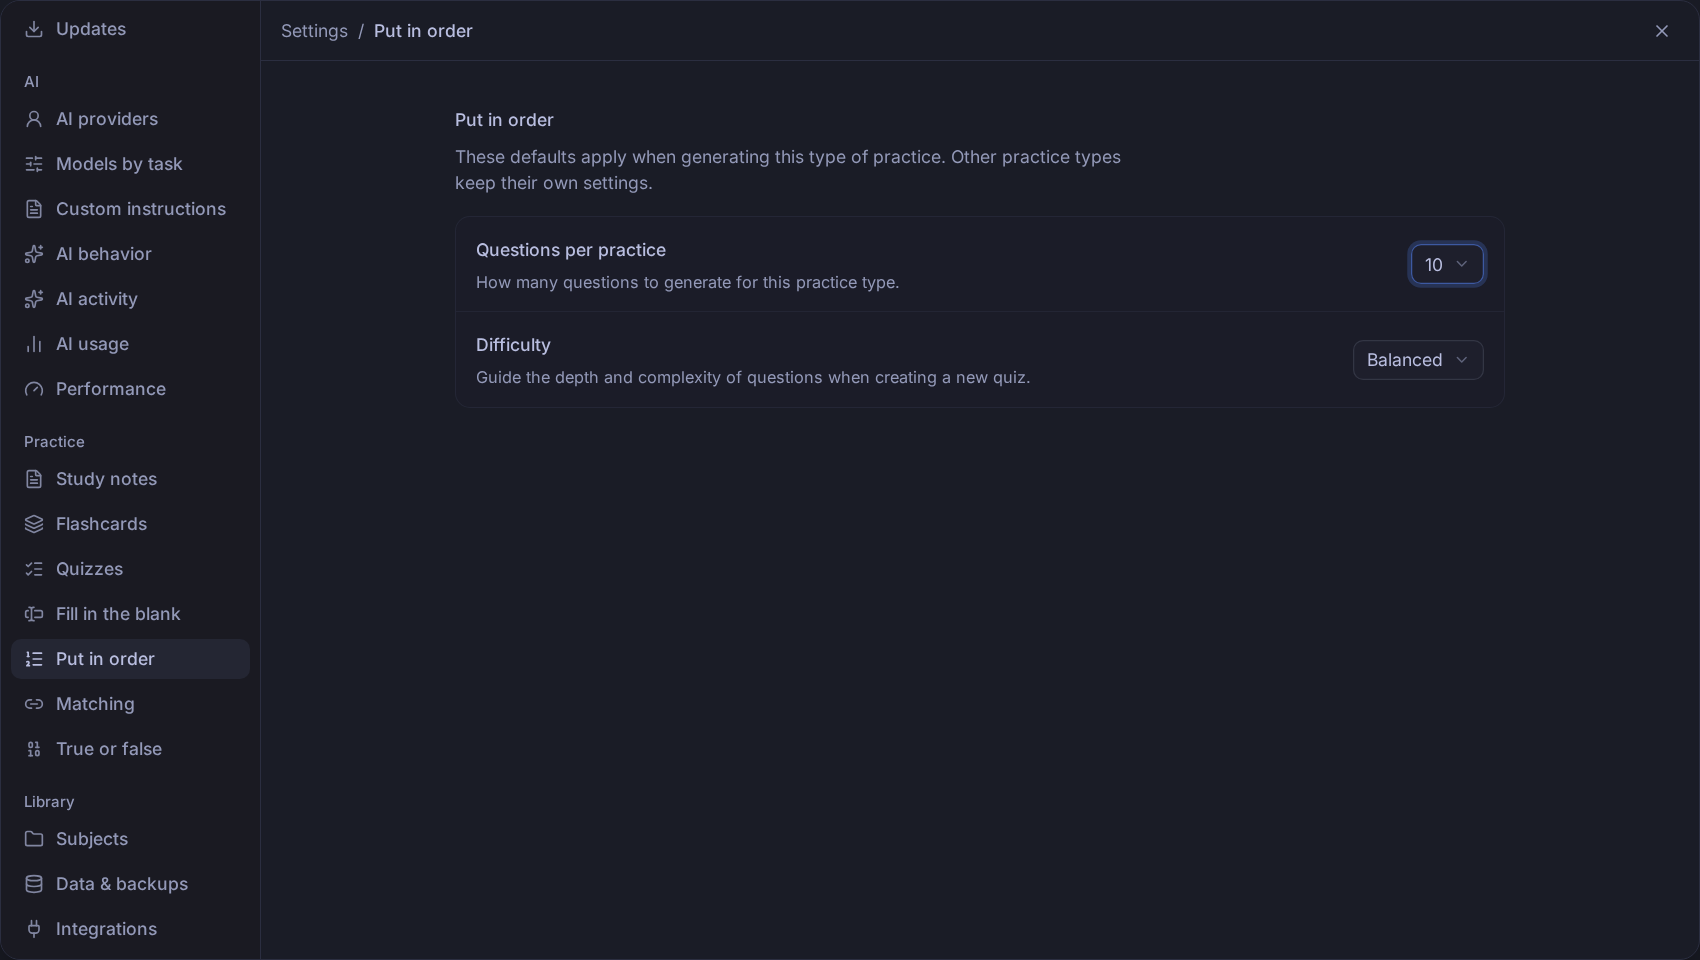 Updates
AI
AI providers
Models by task
Custom instructions
AI behavior
AI activity
AI usage
Performance
Practice
Study notes
Flashcards
Quizzes
Fill in the blank
Put in order
Matching
True or false
Library
Subjects
Data & backups
Integrations
Settings / Put in order
Put in order
These defaults apply when generating this type of practice. Other practice types
keep their own settings.
Questions per practice
How many questions to generate for this practice type.
10
Difficulty
Guide the depth and complexity of questions when creating a new quiz.
Balanced